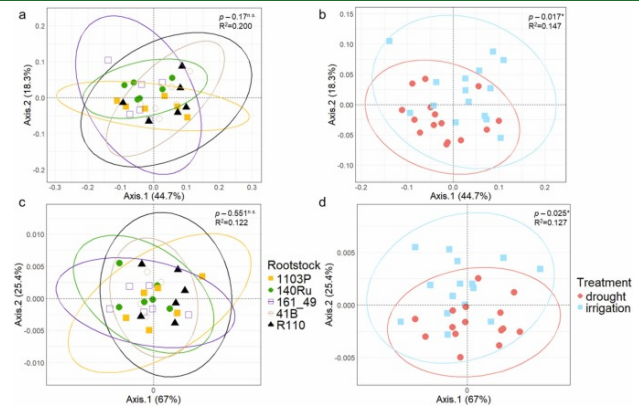 a
p – 0.17n.s.
R²=0.200
Axis.2 (18.3%)
0.2
0.1
0.0
-0.1
-0.2
-0.3
-0.2
-0.1
0.0
0.1
0.2
0.3
Axis.1 (44.7%)
b
p – 0.017*
R²=0.147
Axis.2 (18.3%)
0.15
0.10
0.05
0.00
-0.05
-0.10
-0.2
-0.1
0.0
0.1
0.2
Axis.1 (44.7%)
c
p – 0.551n.s.
R²=0.122
Axis.2 (25.4%)
0.010
0.005
0.000
-0.005
-0.010
0
Axis.1 (67%)
Rootstock
1103P
140Ru
161_49
41B
R110
d
p – 0.025*
R²=0.127
Axis.2 (25.4%)
0.005
0.000
-0.005
0
Axis.1 (67%)
Treatment
drought
irrigation